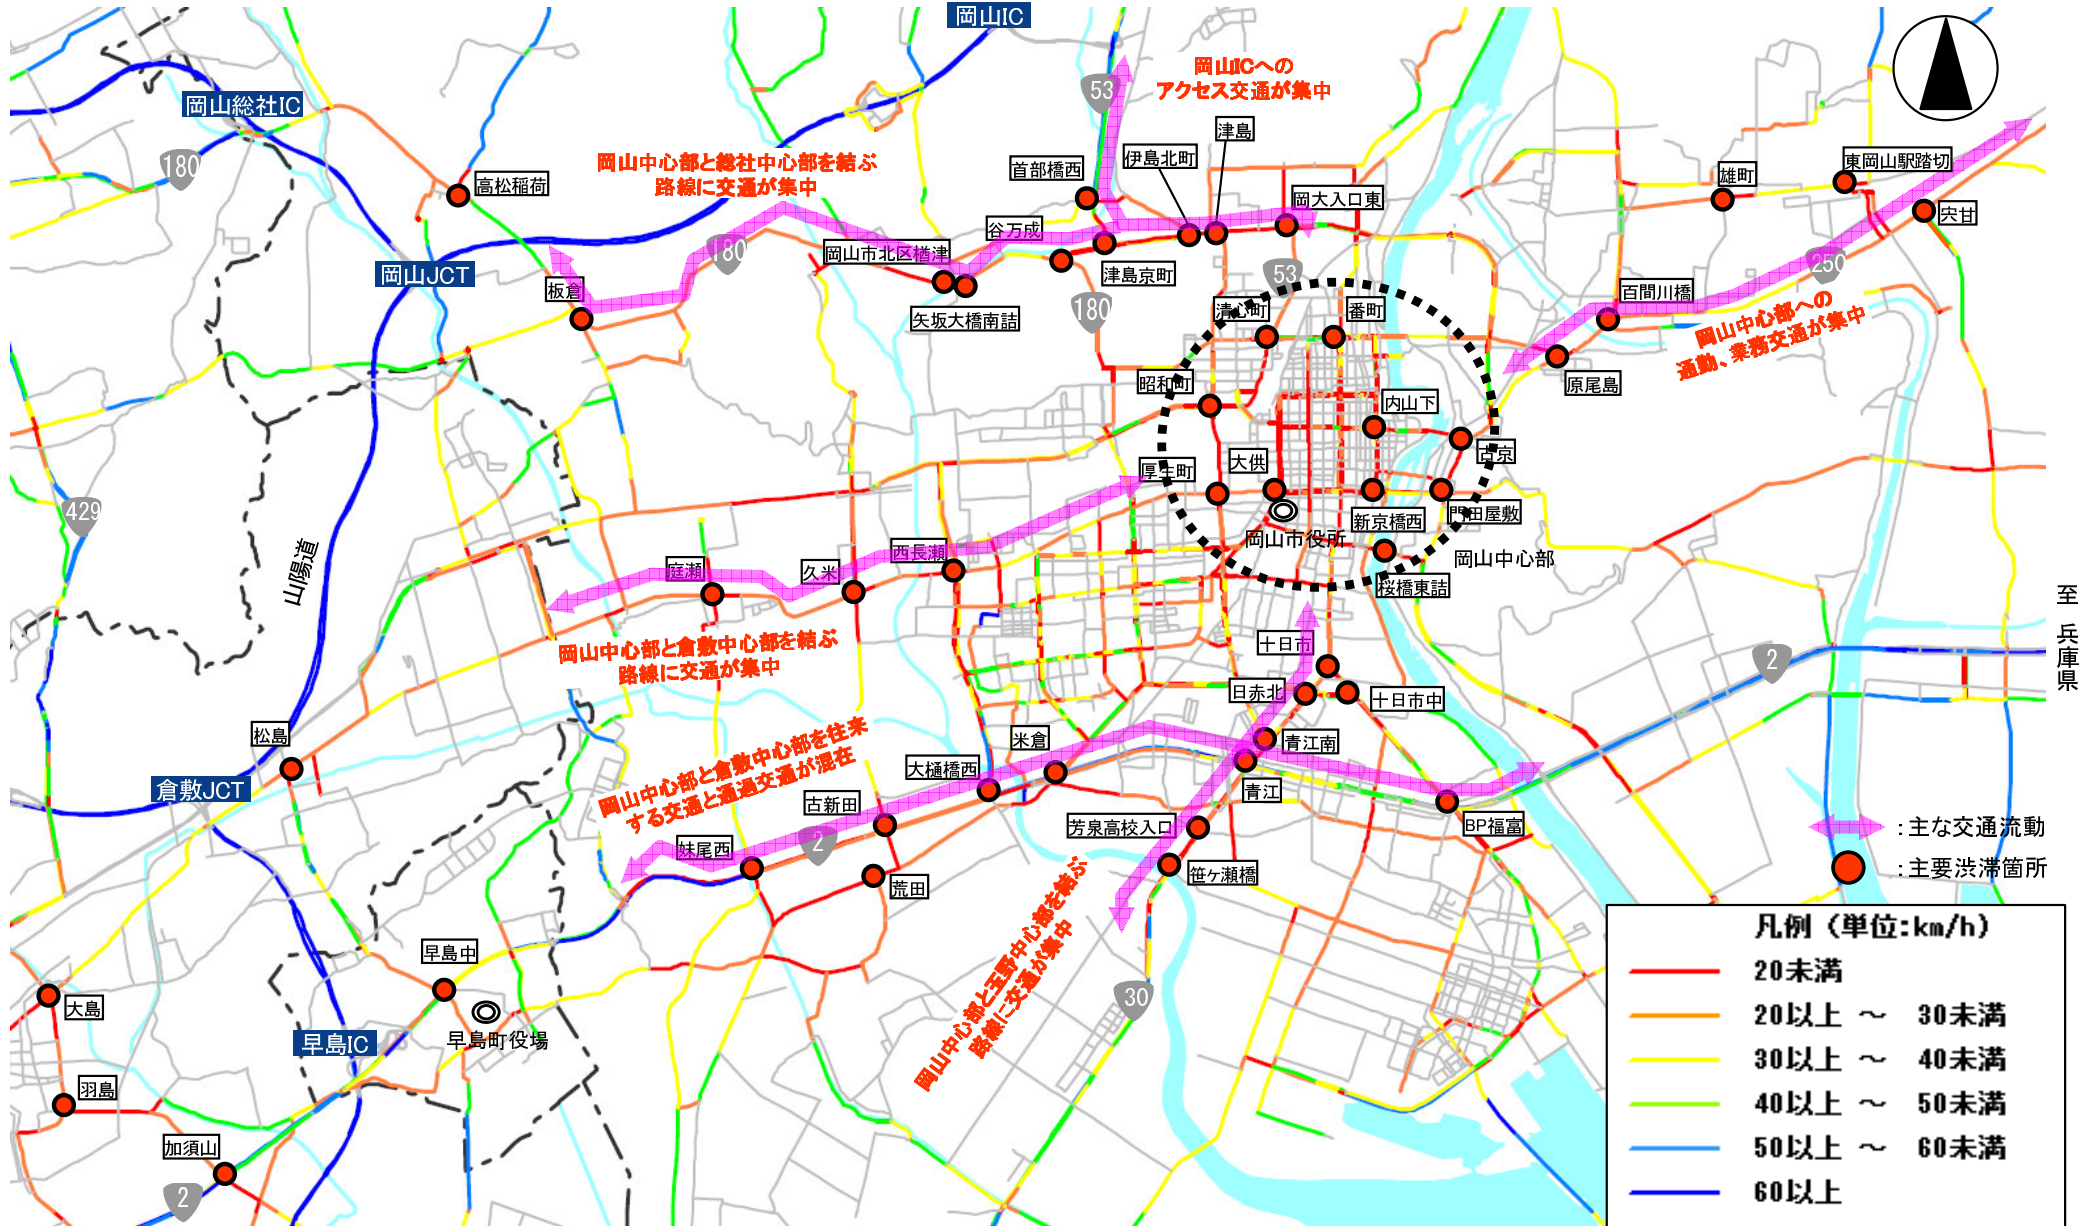 岡山IC
岡山総社IC
53
岡山ICへの
アクセス交通が集中
津島
伊島北町
首部橋西
180
高松稲荷
岡山中心部と総社中心部を結ぶ
路線に交通が集中
東岡山駅踏切
雄町
宍甘
岡大入口東
谷万成
岡山市北区楢津
180
津島京町
岡山JCT
板倉
矢坂大橋南詰
180
53
250
百間川橋
清心町
番町
岡山中心部への
通動、業務交通が集中
原尾島
昭和町
内山下
古京
大供
厚生町
429
門田屋敷
新京橋西
岡山市役所
岡山中心部
桜橋東詰
西長瀬
久米
庭瀬
山陽道
至 兵庫県
岡山中心部と倉敷中心部を結ぶ
路線に交通が集中
十日市
2
日赤北
十日市中
松島
岡山中心部と倉敷中心部を往来
する交通と通過交通が混在
米倉
青江南
大樋橋西
倉敷JCT
古新田
青江
芳泉高校入口
BP福富
妹尾西
2
荒田
笹ヶ瀬橋
:主な交通流動
:主要渋滞箇所
岡山中心部と玉野中心部を結ぶ
路線に交通が集中
早島中
大島
早島IC
早島町役場
30
羽島
加須山
2
凡例（単位:km/h）
20未満
20以上 ～ 30未満
30以上 ～ 40未満
40以上 ～ 50未満
50以上 ～ 60未満
60以上